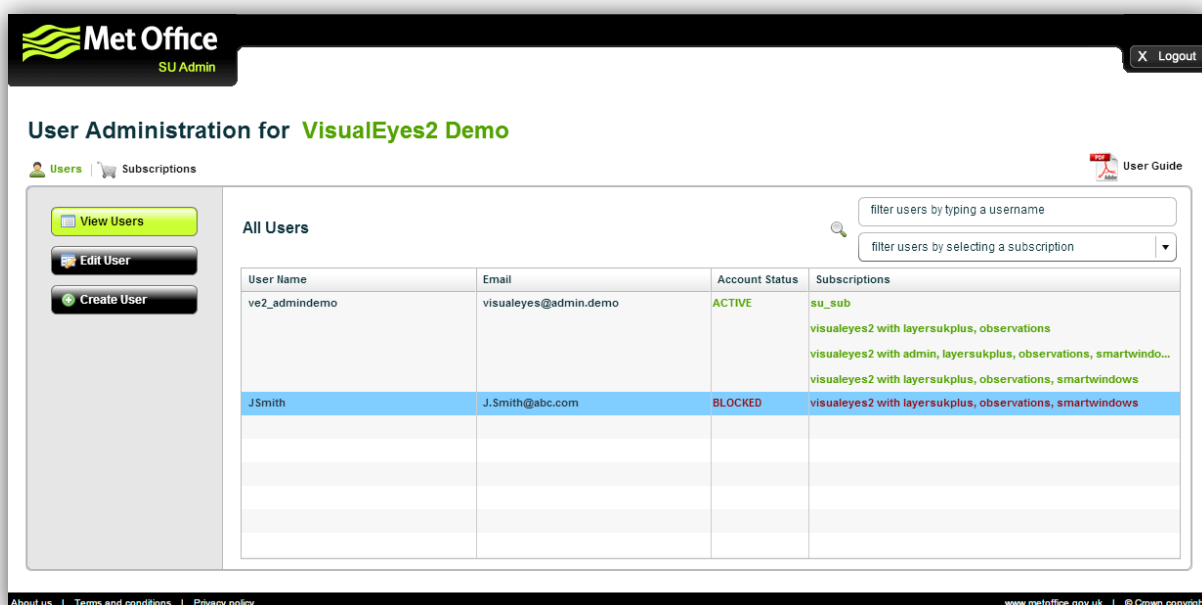 Met Office
SU Admin
X Logout
User Administration for VisualEyes2 Demo
Users | Subscriptions
User Guide
View Users
Edit User
Create User
All Users
filter users by typing a username
filter users by selecting a subscription
User Name Email Account Status Subscriptions
ve2_admindemo visualeyes@admin.demo ACTIVE su_sub
visualeyes2 with layersukplus, observations
visualeyes2 with admin, layersukplus, observations, smartwindo...
visualeyes2 with layersukplus, observations, smartwindows
JSmith J.Smith@abc.com BLOCKED visualeyes2 with layersukplus, observations, smartwindows
About us | Terms and conditions | Privacy policy
www.metoffice.gov.uk | © Crown copyrigh